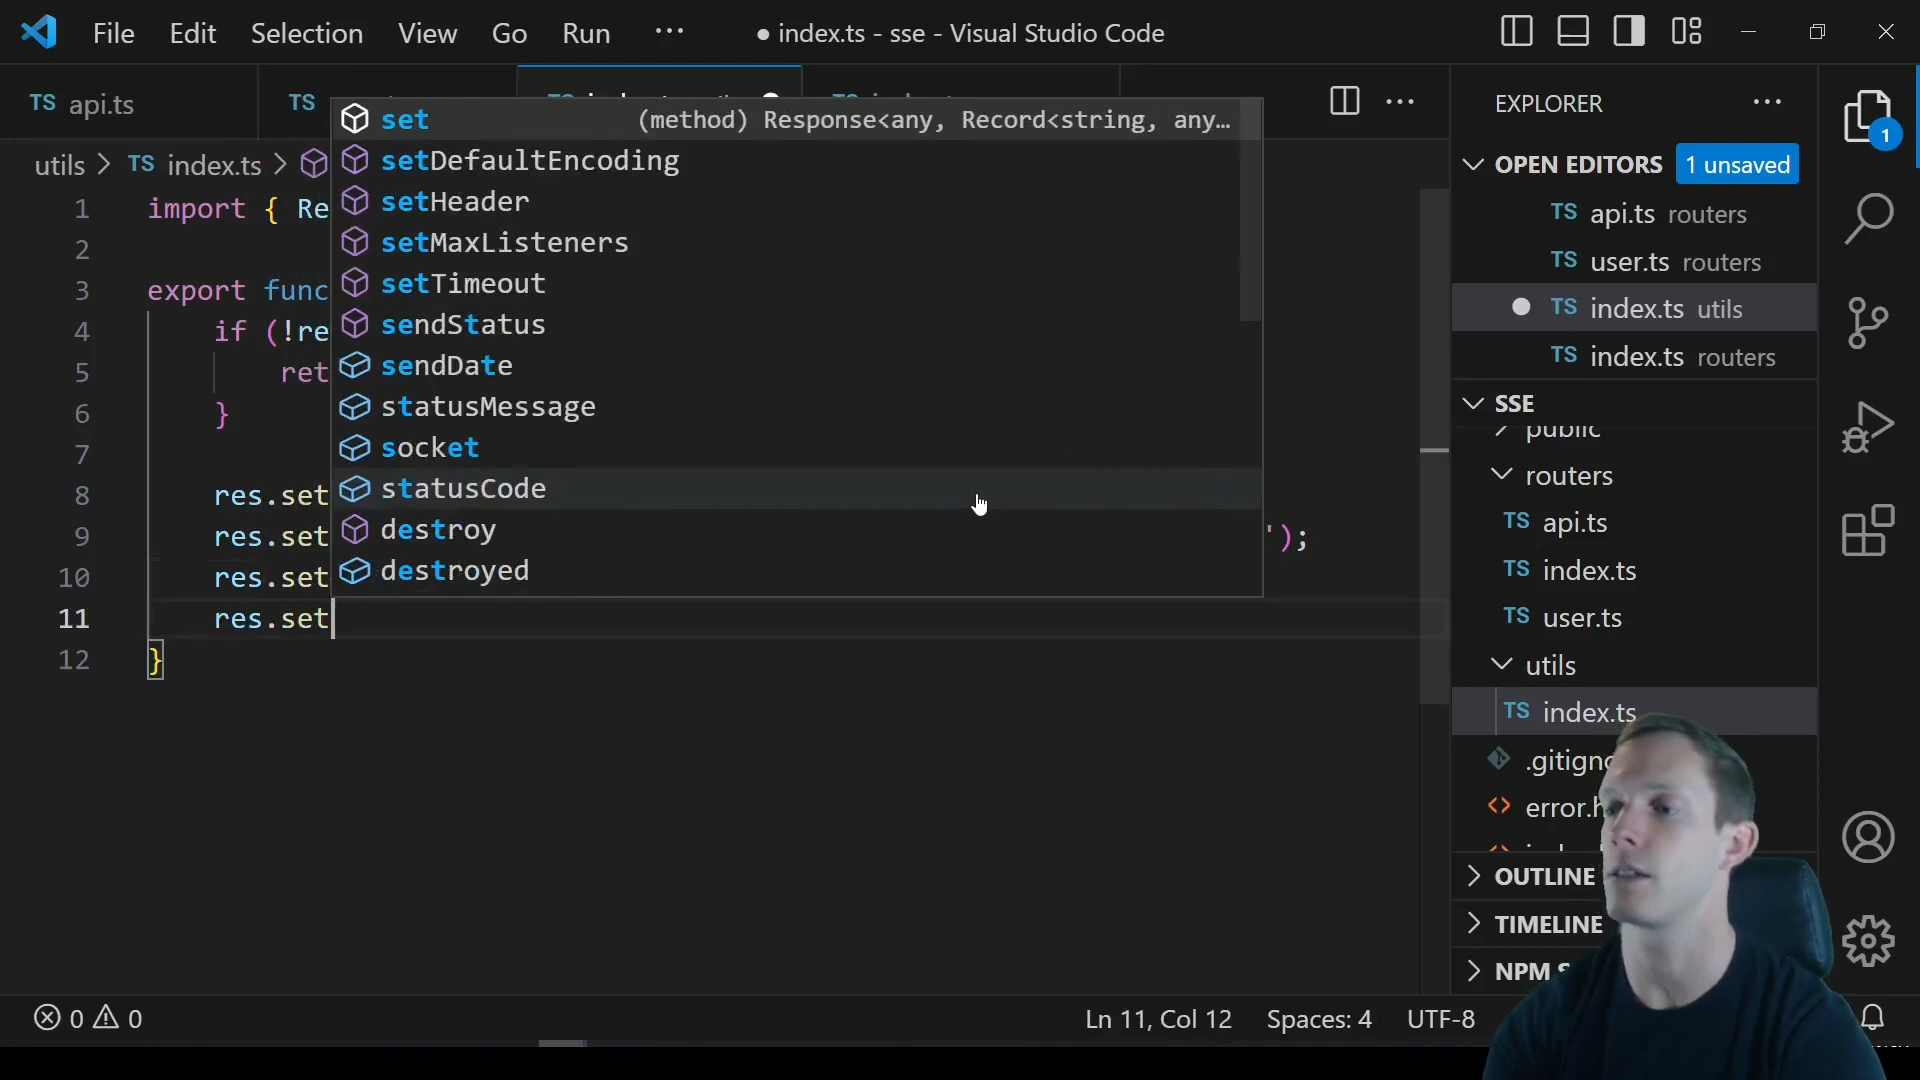 File Edit Selection View Go Run ···
● index.ts - sse - Visual Studio Code
TS api.ts
TS
utils > TS index.ts >
1 import { Re
2
3 export func
4 if (!re
5 ret
6 }
7
8 res.set
9 res.set ');
10 res.set
11 res.set
12 }
set (method) Response<any, Record<string, any…
setDefaultEncoding
setHeader
setMaxListeners
setTimeout
sendStatus
sendDate
statusMessage
socket
statusCode
destroy
destroyed
EXPLORER
OPEN EDITORS 1 unsaved
TS api.ts routers
TS user.ts routers
TS index.ts utils
TS index.ts routers
SSE
public
routers
TS api.ts
TS index.ts
TS user.ts
utils
TS index.ts
.gitigno
error.h
OUTLINE
TIMELINE
NPM S
1
0 0
Ln 11, Col 12 Spaces: 4 UTF-8